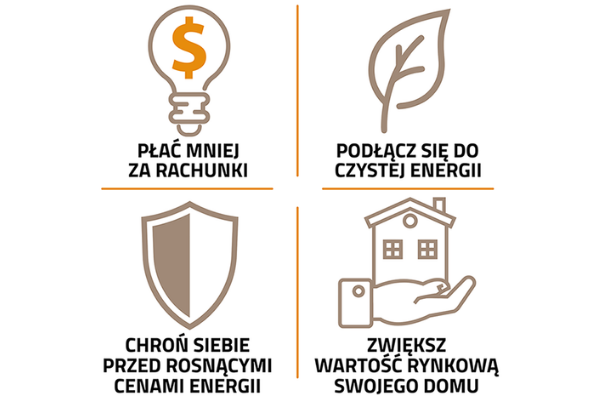 $
PŁAĆ MNIEJ
ZA RACHUNKI
PODŁĄCZ SIĘ DO
CZYSTEJ ENERGII
CHROŃ SIEBIE
PRZED ROSNĄCYMI
CENAMI ENERGII
ZWIĘKSZ
WARTOŚĆ RYNKOWĄ
SWOJEGO DOMU